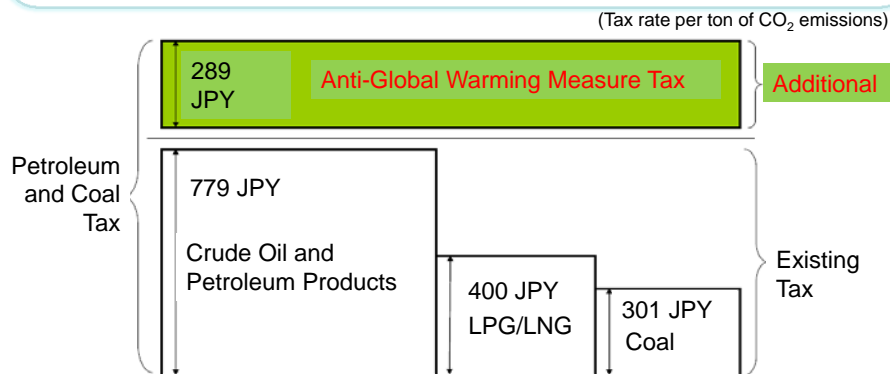 (Tax rate per ton of CO₂ emissions)
289
JPY
Anti-Global Warming Measure Tax
Additional
Petroleum
and Coal
Tax
779 JPY
Crude Oil and
Petroleum Products
400 JPY
LPG/LNG
301 JPY
Coal
Existing
Tax